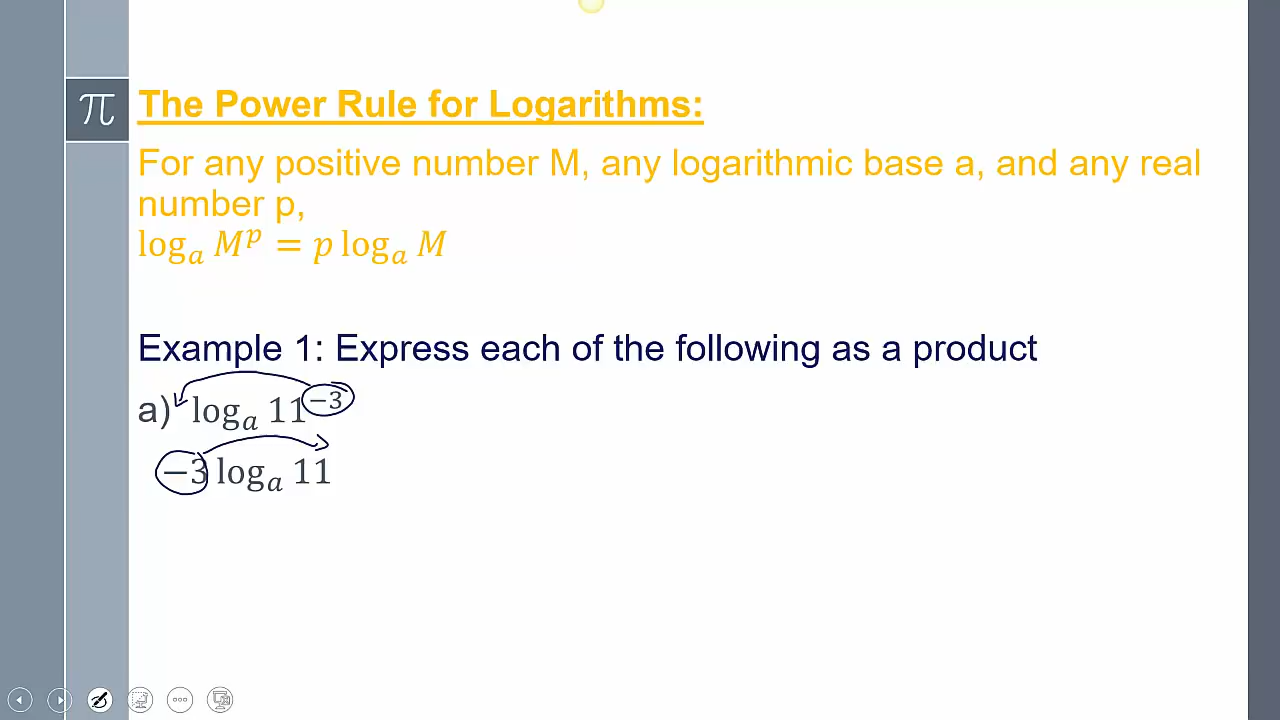 π
The Power Rule for Logarithms:
For any positive number M, any logarithmic base a, and any real
number p,
logₐ Mᵖ = p logₐ M
Example 1: Express each of the following as a product
a) logₐ 11⁻³
−3 logₐ 11